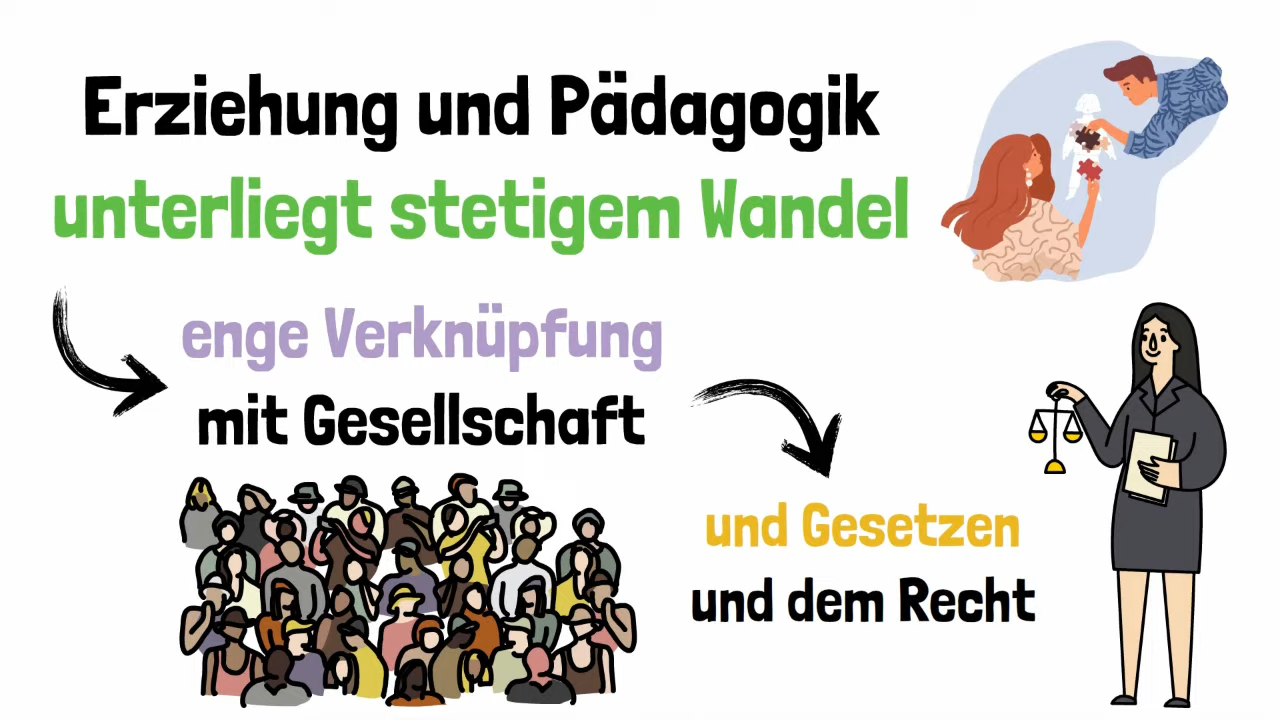 Erziehung und Pädagogik
unterliegt stetigem Wandel
enge Verknüpfung
mit Gesellschaft
und Gesetzen
und dem Recht